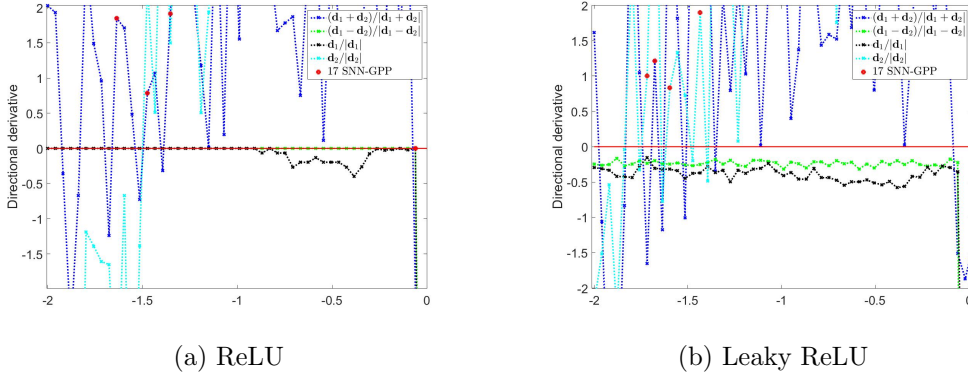 2
1.5
1
0.5
0
-0.5
-1
-1.5
Directional derivative
(d₁ + d₂)/|d₁ + d₂|
(d₁ − d₂)/|d₁ − d₂|
d₁/|d₁|
d₂/|d₂|
17 SNN-GPP
-2
-1.5
-1
-0.5
0
(a) ReLU
2
1.5
1
0.5
0
-0.5
-1
-1.5
Directional derivative
(d₁ + d₂)/|d₁ + d₂|
(d₁ − d₂)/|d₁ − d₂|
d₁/|d₁|
d₂/|d₂|
17 SNN-GPP
-2
-1.5
-1
-0.5
0
(b) Leaky ReLU